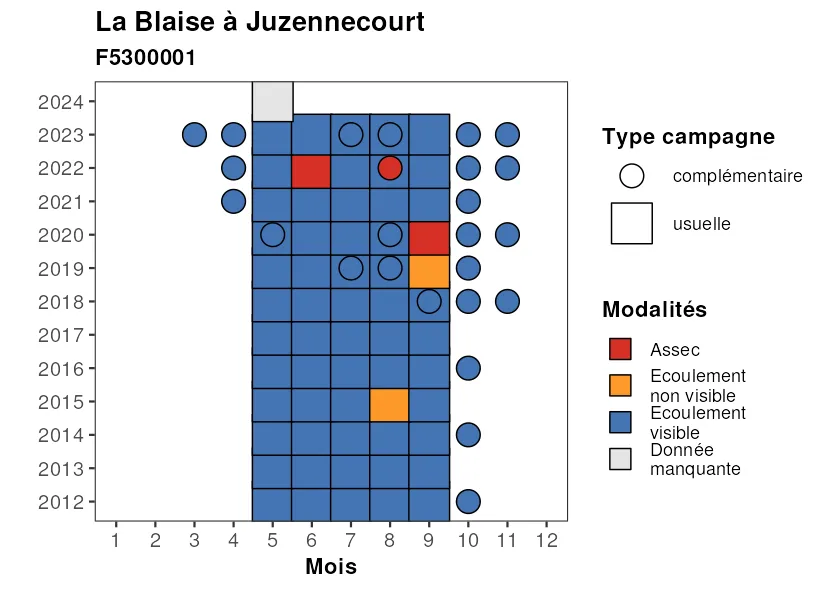 La Blaise à Juzennecourt
F5300001
2024
2023
2022
2021
2020
2019
2018
2017
2016
2015
2014
2013
2012
1 2 3 4 5 6 7 8 9 10 11 12
Mois
Type campagne
complémentaire
usuelle
Modalités
Assec
Ecoulement
non visible
Ecoulement
visible
Donnée
manquante